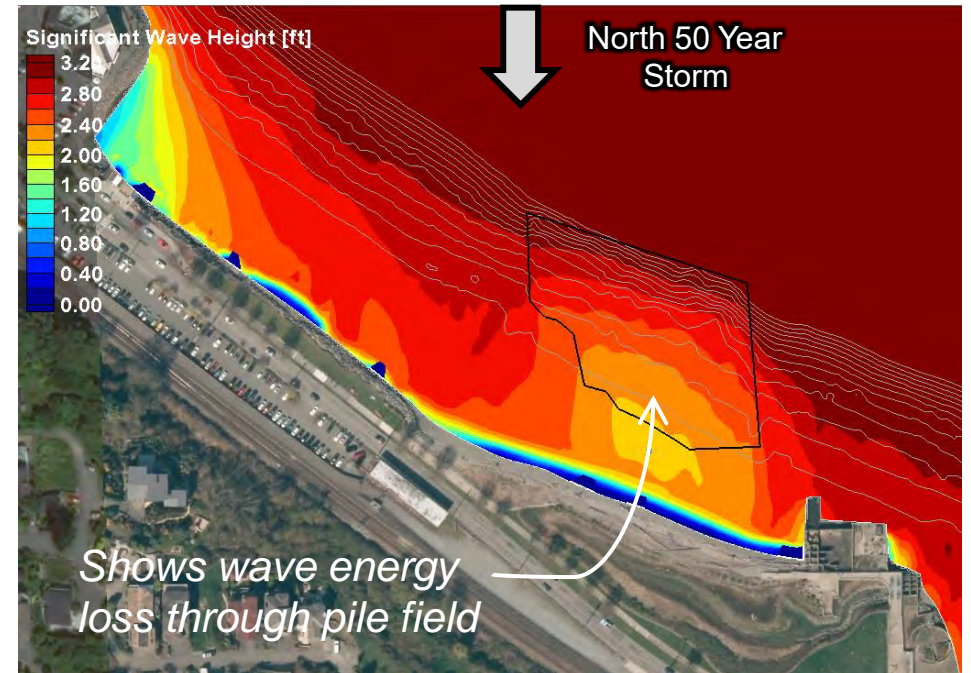 Significant Wave Height [ft]
3.20
2.80
2.40
2.00
1.60
1.20
0.80
0.40
0.00
North 50 Year
Storm
Shows wave energy
loss through pile field